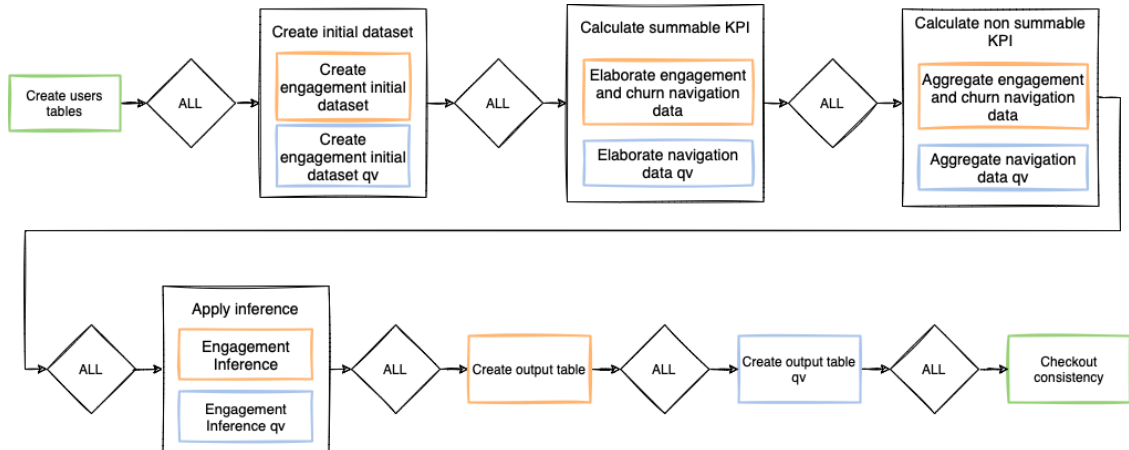 Create users
tables
ALL
Create initial dataset
Create
engagement initial
dataset
Create
engagement initial
dataset qv
ALL
Calculate summable KPI
Elaborate engagement
and churn navigation
data
Elaborate navigation
data qv
ALL
Calculate non summable
KPI
Aggregate engagement
and churn navigation
data
Aggregate navigation
data qv
ALL
Apply inference
Engagement
Inference
Engagement
Inference qv
ALL
Create output table
ALL
Create output table
qv
ALL
Checkout
consistency